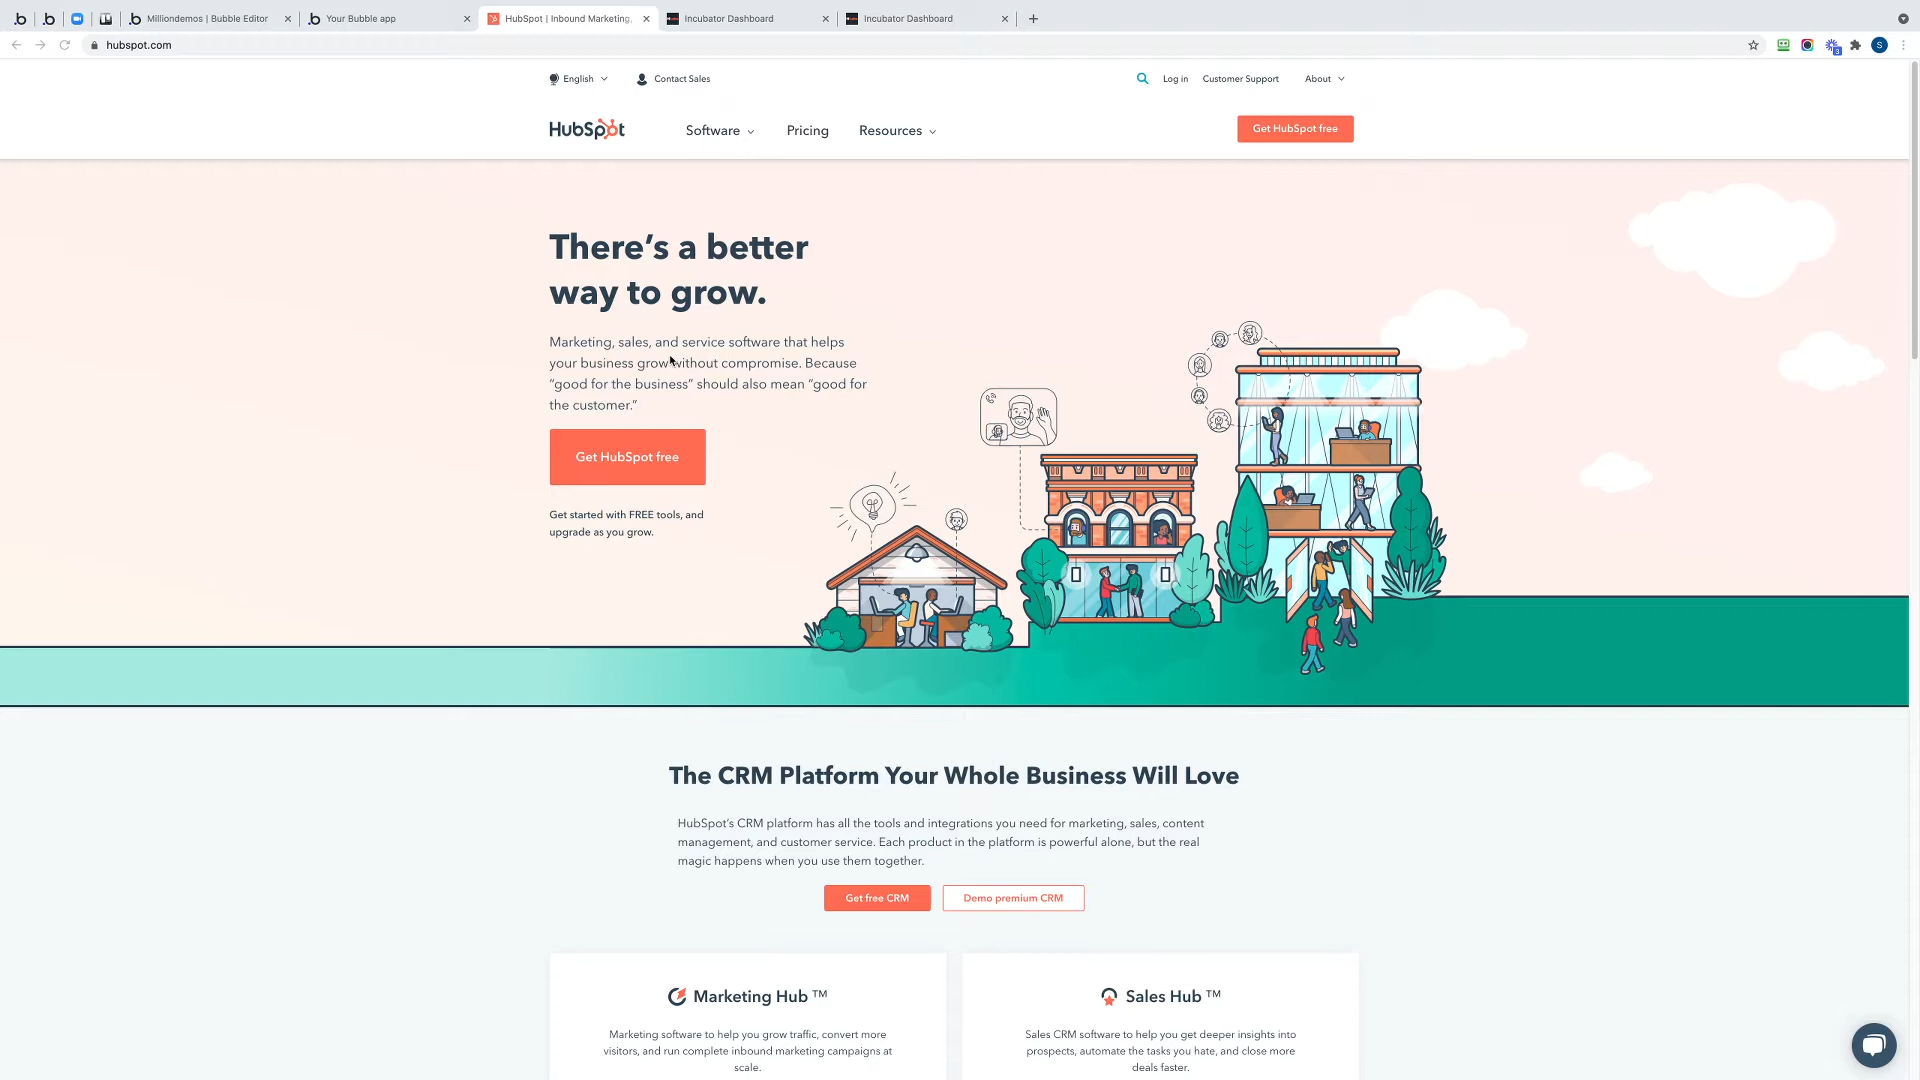 Milliondemos | Bubble Editor
Your Bubble app
HubSpot | Inbound Marketing,
Incubator Dashboard
Incubator Dashboard
hubspot.com
3
S
English
Contact Sales
Log in
Customer Support
About
HubSpot
Software
Pricing
Resources
Get HubSpot free
There's a better
way to grow.
Marketing, sales, and service software that helps
your business grow without compromise. Because
“good for the business” should also mean “good for
the customer.”
Get HubSpot free
Get started with FREE tools, and
upgrade as you grow.
The CRM Platform Your Whole Business Will Love
HubSpot's CRM platform has all the tools and integrations you need for marketing, sales, content
management, and customer service. Each product in the platform is powerful alone, but the real
magic happens when you use them together.
Get free CRM
Demo premium CRM
Marketing Hub ™
Marketing software to help you grow traffic, convert more
visitors, and run complete inbound marketing campaigns at
scale.
Sales Hub ™
Sales CRM software to help you get deeper insights into
prospects, automate the tasks you hate, and close more
deals faster.